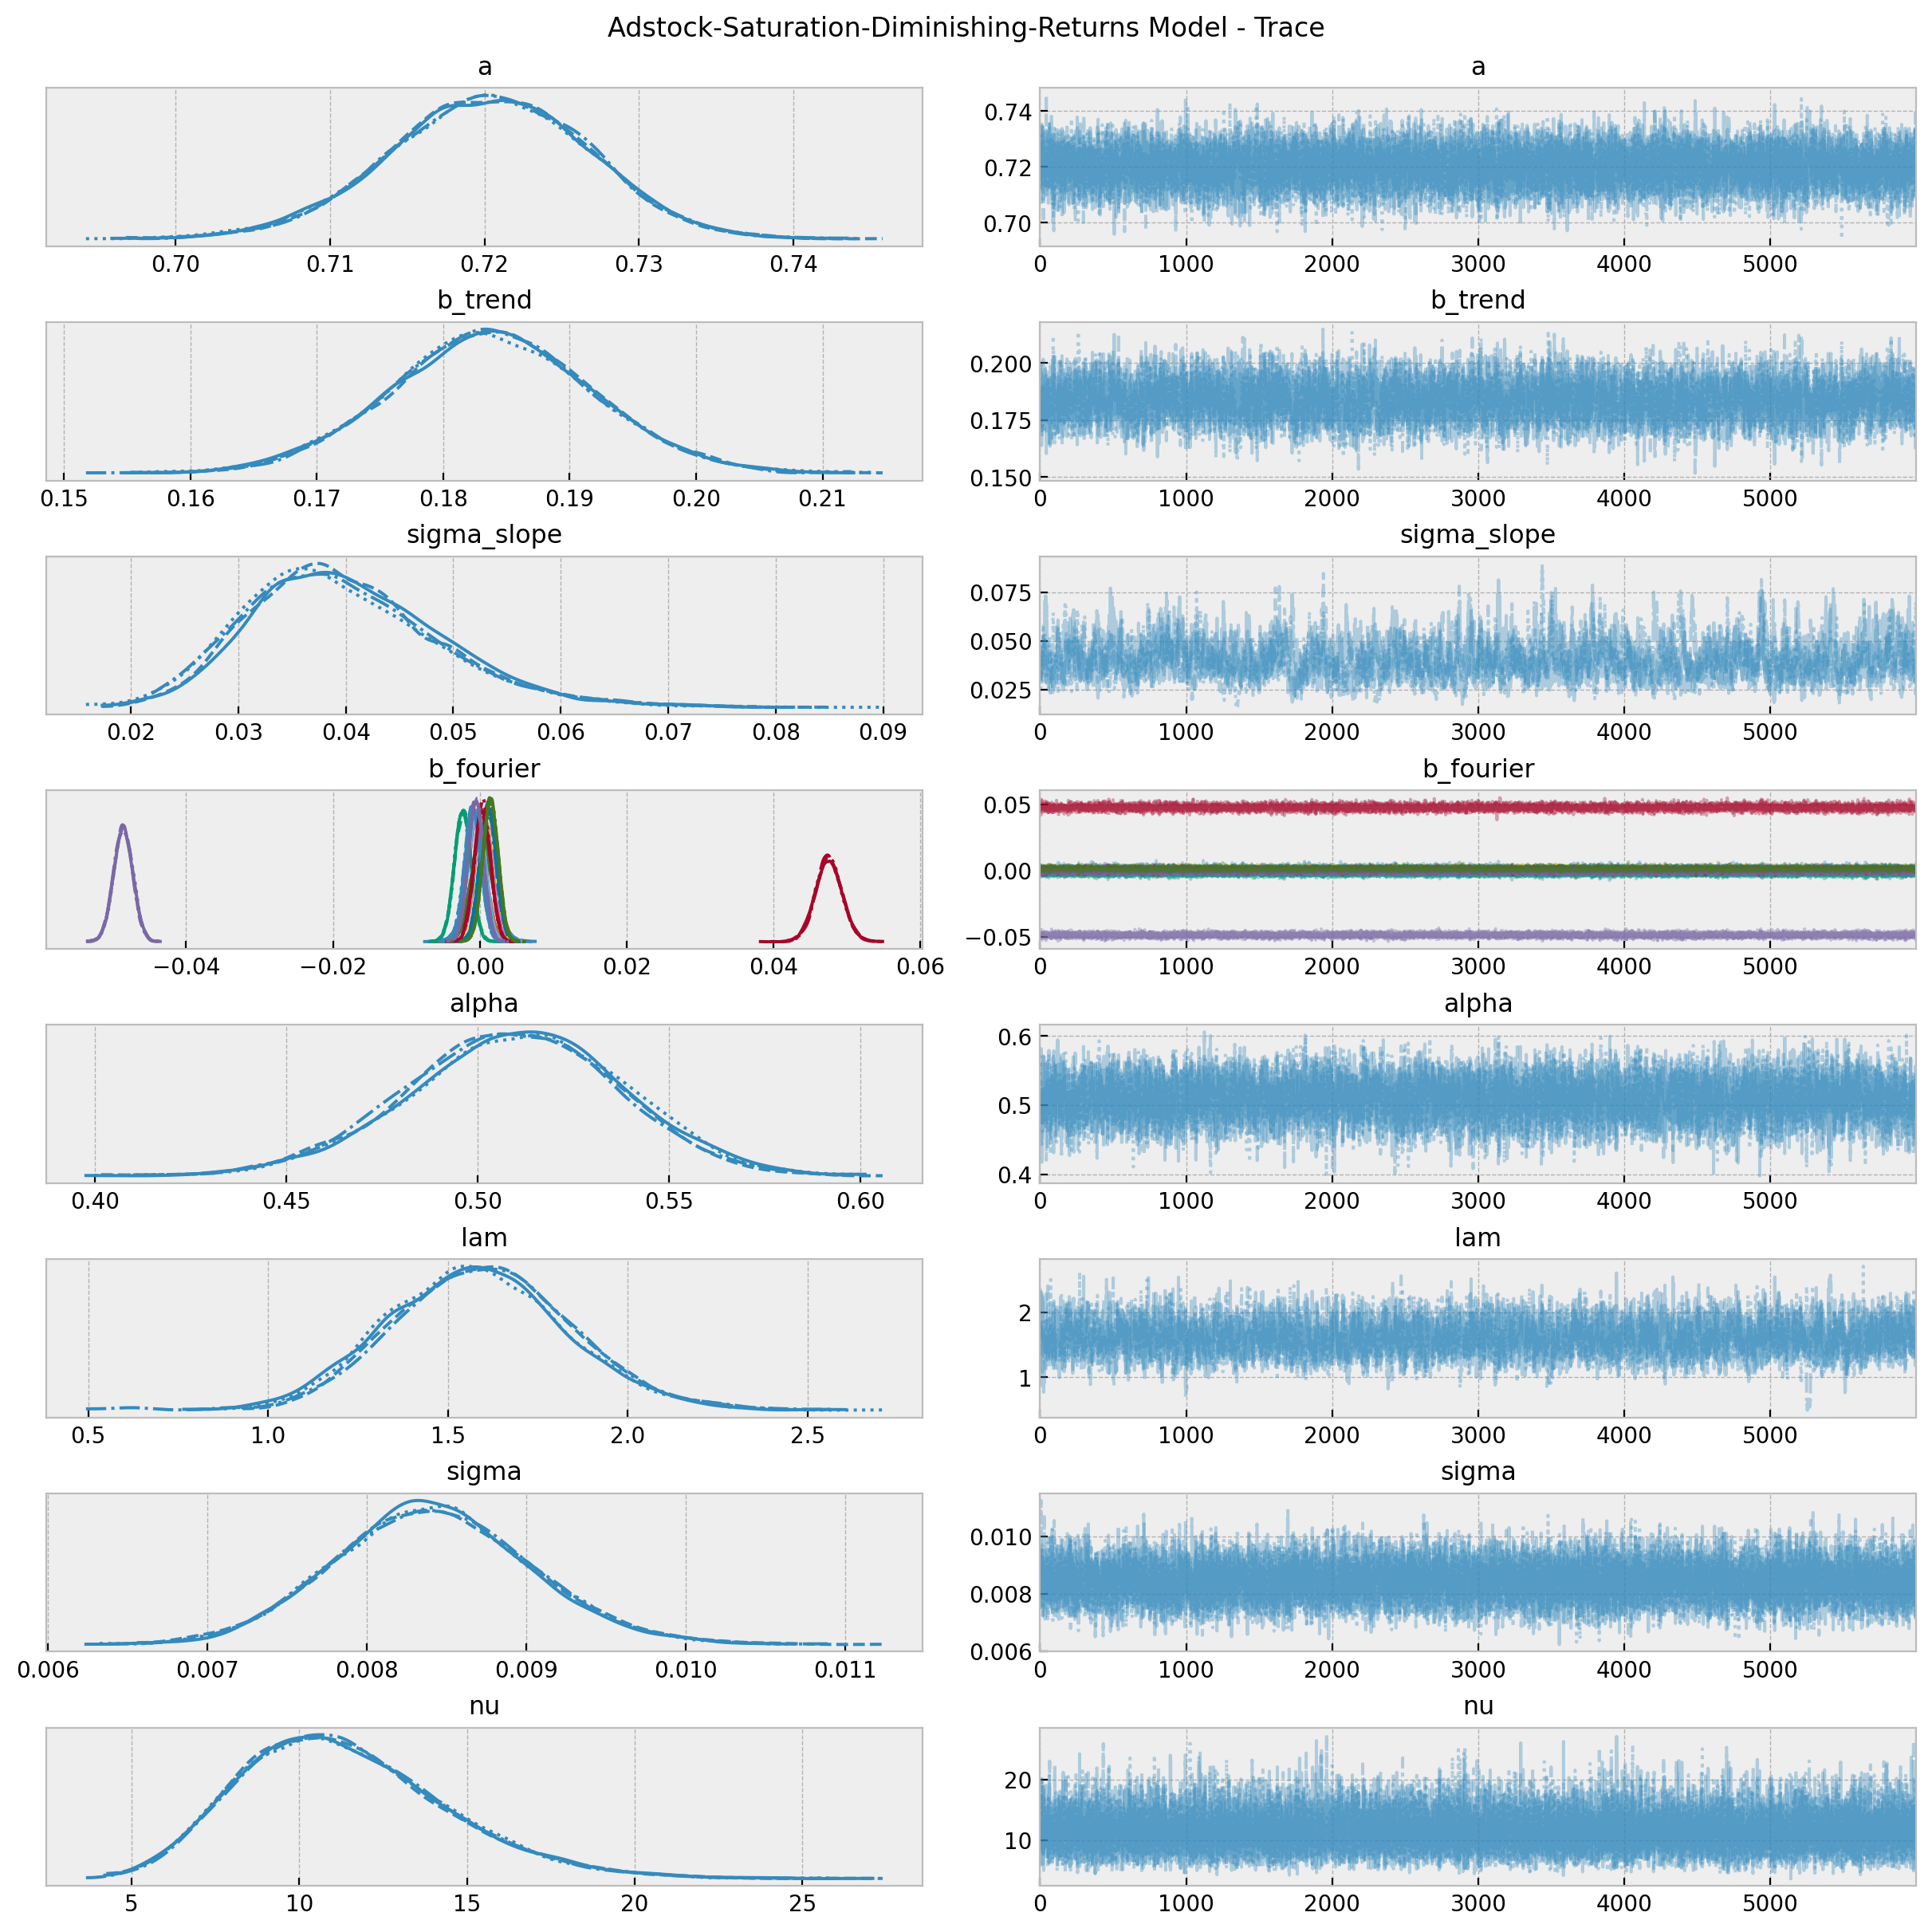 Adstock-Saturation-Diminishing-Returns Model - Trace
a a
0.74
0.72
0.70
0.70 0.71 0.72 0.73 0.74 0 1000 2000 3000 4000 5000
b_trend b_trend
0.200
0.175
0.150
0.15 0.16 0.17 0.18 0.19 0.20 0.21 0 1000 2000 3000 4000 5000
sigma_slope sigma_slope
0.075
0.050
0.025
0.02 0.03 0.04 0.05 0.06 0.07 0.08 0.09 0 1000 2000 3000 4000 5000
b_fourier b_fourier
0.05
0.00
−0.05
−0.04 −0.02 0.00 0.02 0.04 0.06 0 1000 2000 3000 4000 5000
alpha alpha
0.6
0.5
0.4
0.40 0.45 0.50 0.55 0.60 0 1000 2000 3000 4000 5000
lam lam
2
1
0.5 1.0 1.5 2.0 2.5 0 1000 2000 3000 4000 5000
sigma sigma
0.010
0.008
0.006
0.006 0.007 0.008 0.009 0.010 0.011 0 1000 2000 3000 4000 5000
nu nu
20
10
5 10 15 20 25 0 1000 2000 3000 4000 5000